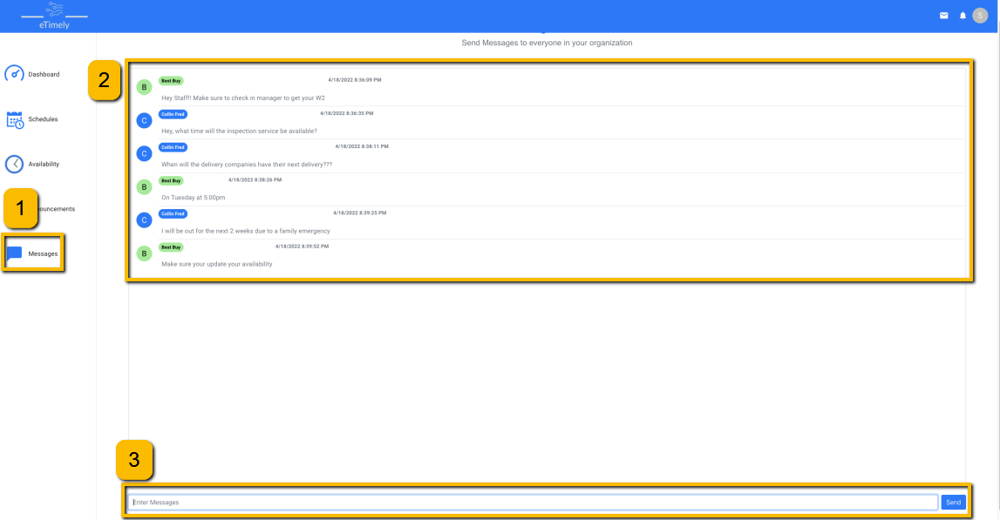 eTimely
S
Send Messages to everyone in your organization
Dashboard
Schedules
Availability
1
ouncements
Messages
2
B
Best Buy 4/18/2022 8:36:09 PM
Hey Staff!! Make sure to check in manager to get your W2
C
Collin Fred 4/18/2022 8:36:35 PM
Hey, what time will the inspection service be available?
C
Collin Fred 4/18/2022 8:38:11 PM
When will the delivery companies have their next delivery???
B
Best Buy 4/18/2022 8:38:26 PM
On Tuesday at 5:00pm
C
Collin Fred 4/18/2022 8:39:25 PM
I will be out for the next 2 weeks due to a family emergency
B
Best Buy 4/18/2022 8:39:52 PM
Make sure your update your availability
3
Enter Messages
Send